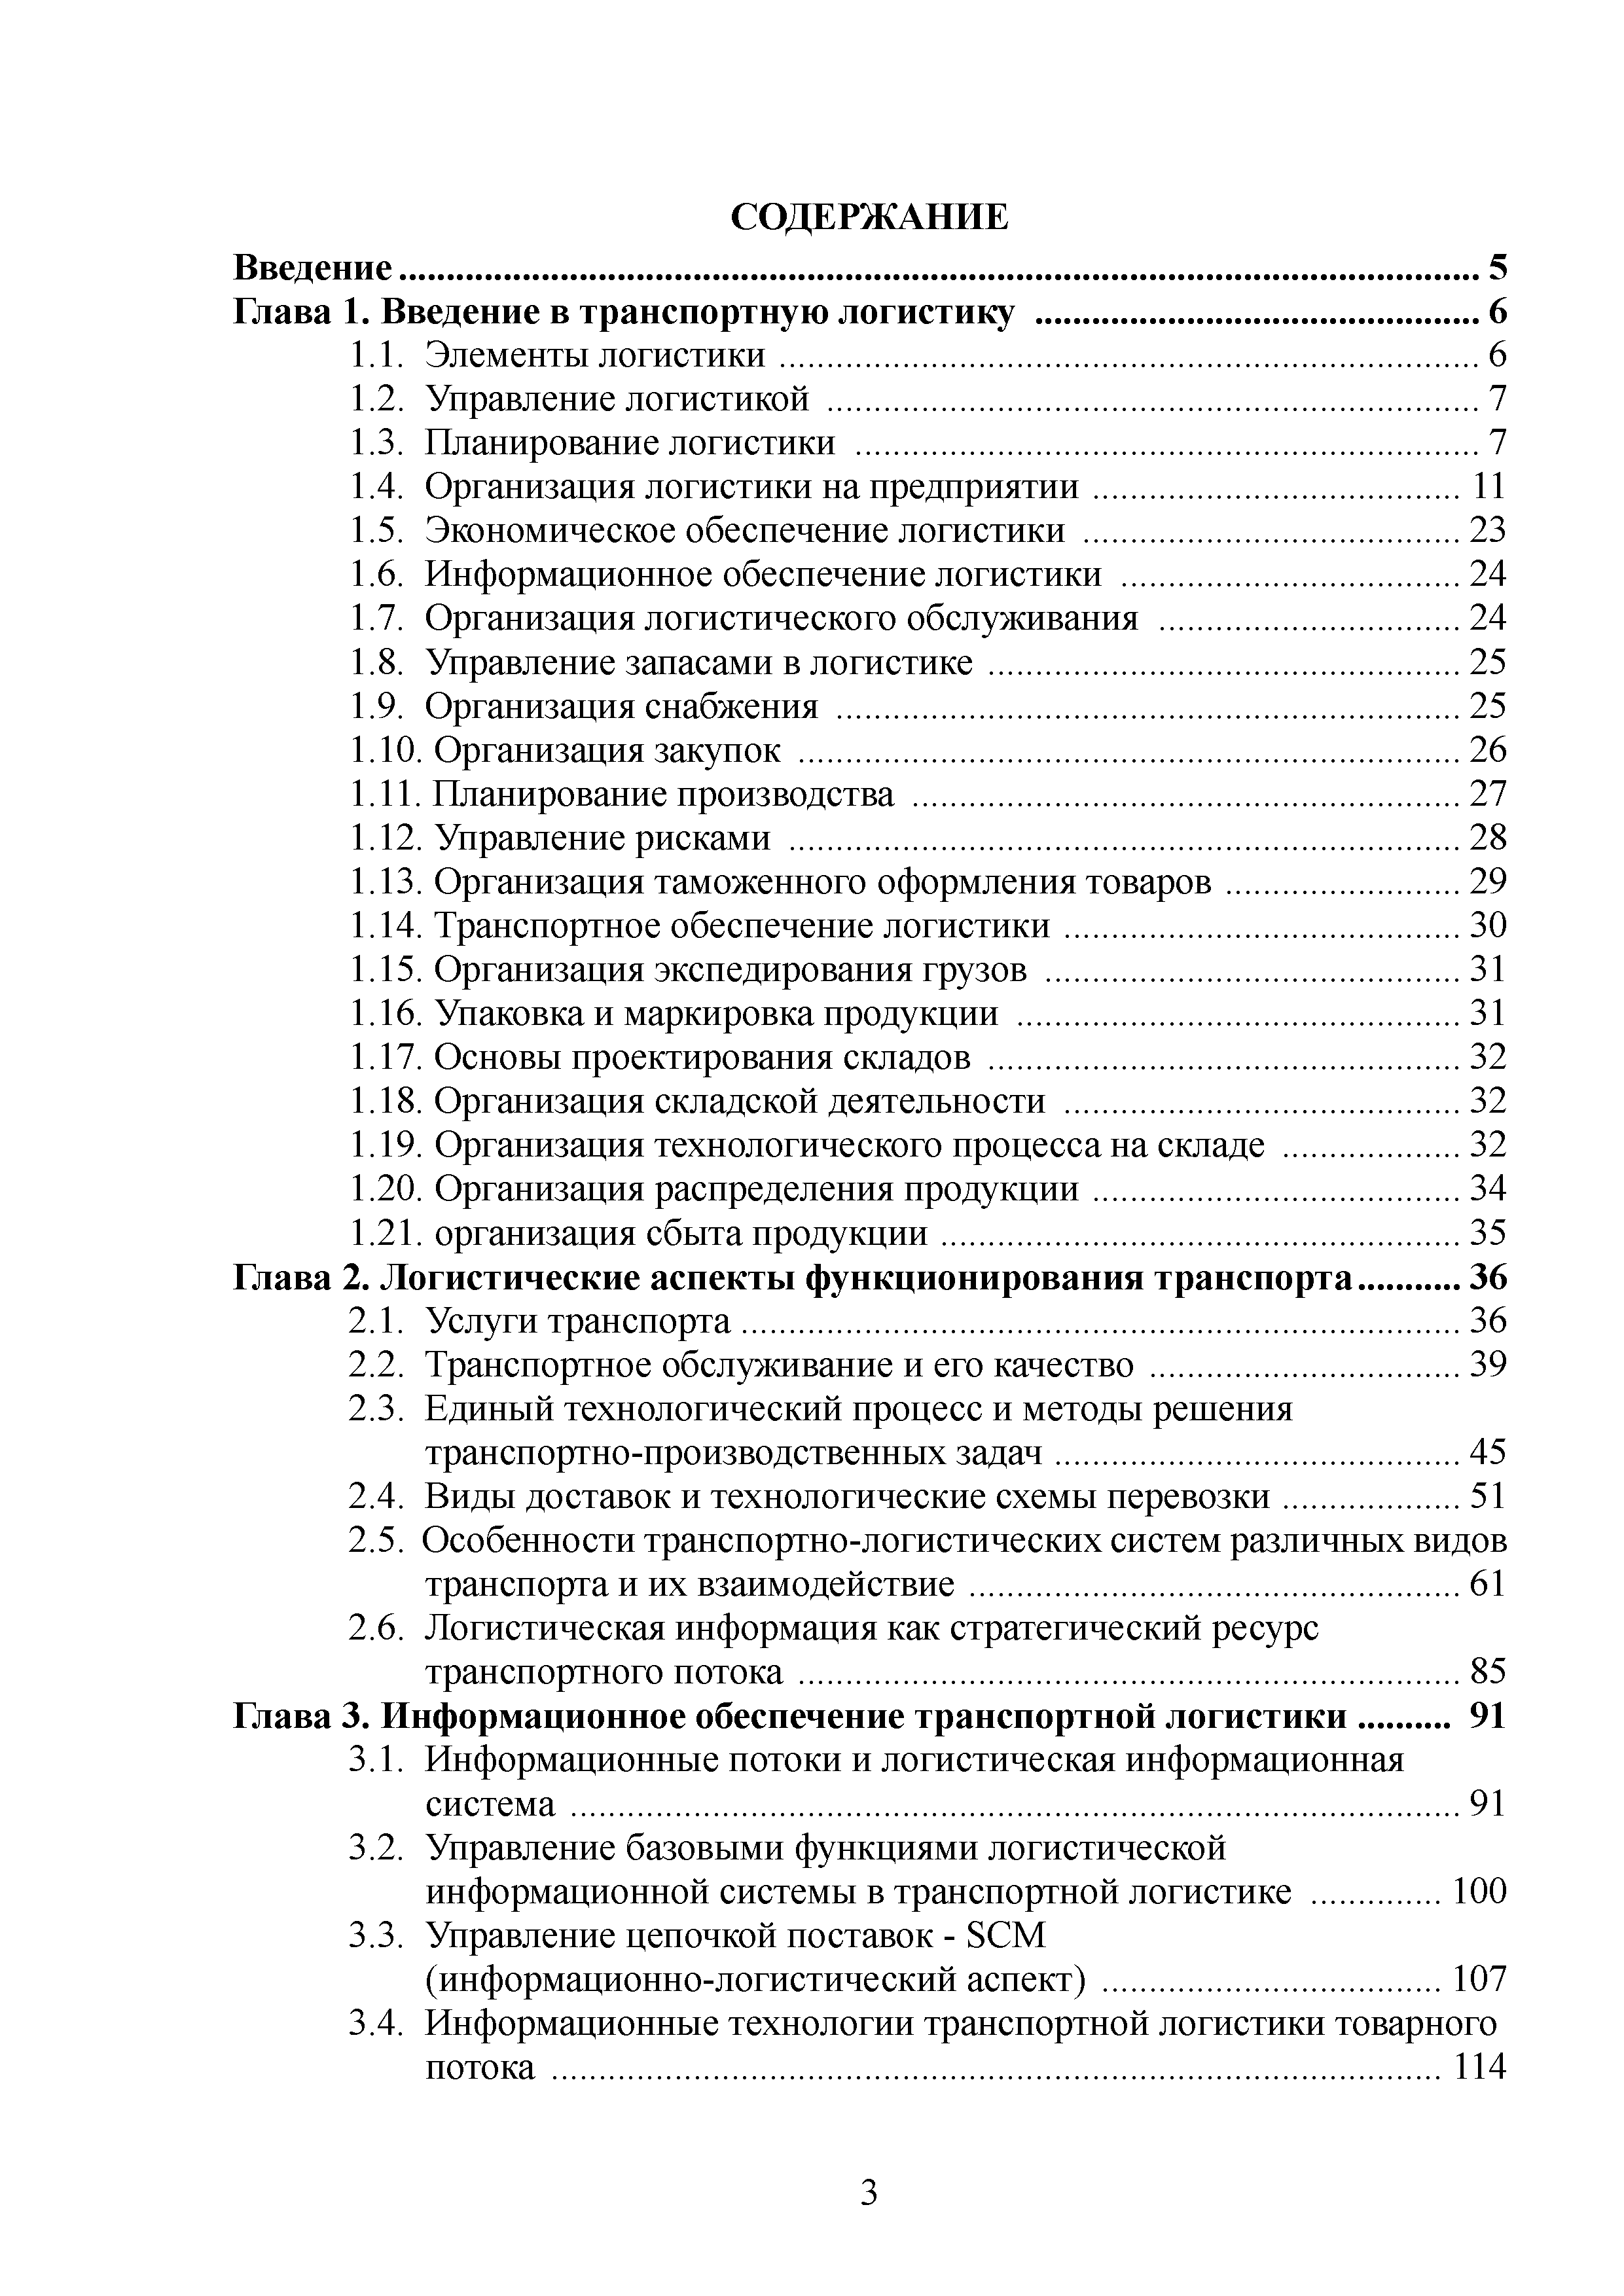 СОДЕРЖАНИЕ
Введение.................................................................................................................... 5
Глава 1. Введение в транспортную логистику ............................................... 6
1.1. Элементы логистики ........................................................................... 6
1.2. Управление логистикой ...................................................................... 7
1.3. Планирование логистики ................................................................... 7
1.4. Организация логистики на предприятии ....................................... 11
1.5. Экономическое обеспечение логистики ........................................ 23
1.6. Информационное обеспечение логистики .................................... 24
1.7. Организация логистического обслуживания ................................ 24
1.8. Управление запасами в логистике .................................................. 25
1.9. Организация снабжения ................................................................... 25
1.10. Организация закупок ....................................................................... 26
1.11. Планирование производства ........................................................... 27
1.12. Управление рисками ........................................................................ 28
1.13. Организация таможенного оформления товаров ......................... 29
1.14. Транспортное обеспечение логистики .......................................... 30
1.15. Организация экспедирования грузов ............................................ 31
1.16. Упаковка и маркировка продукции ............................................... 31
1.17. Основы проектирования складов .................................................. 32
1.18. Организация складской деятельности .......................................... 32
1.19. Организация технологического процесса на складе ................... 32
1.20. Организация распределения продукции ....................................... 34
1.21. организация сбыта продукции ....................................................... 35
Глава 2. Логистические аспекты функционирования транспорта........... 36
2.1. Услуги транспорта ............................................................................. 36
2.2. Транспортное обслуживание и его качество ................................. 39
2.3. Единый технологический процесс и методы решения
транспортно-производственных задач ........................................... 45
2.4. Виды доставок и технологические схемы перевозки ................... 51
2.5. Особенности транспортно-логистических систем различных видов
транспорта и их взаимодействие .................................................... 61
2.6. Логистическая информация как стратегический ресурс
транспортного потока ...................................................................... 85
Глава 3. Информационное обеспечение транспортной логистики .......... 91
3.1. Информационные потоки и логистическая информационная
система ............................................................................................... 91
3.2. Управление базовыми функциями логистической
информационной системы в транспортной логистике .............. 100
3.3. Управление цепочкой поставок - SCM
(информационно-логистический аспект) .................................... 107
3.4. Информационные технологии транспортной логистики товарного
потока ............................................................................................... 114
3